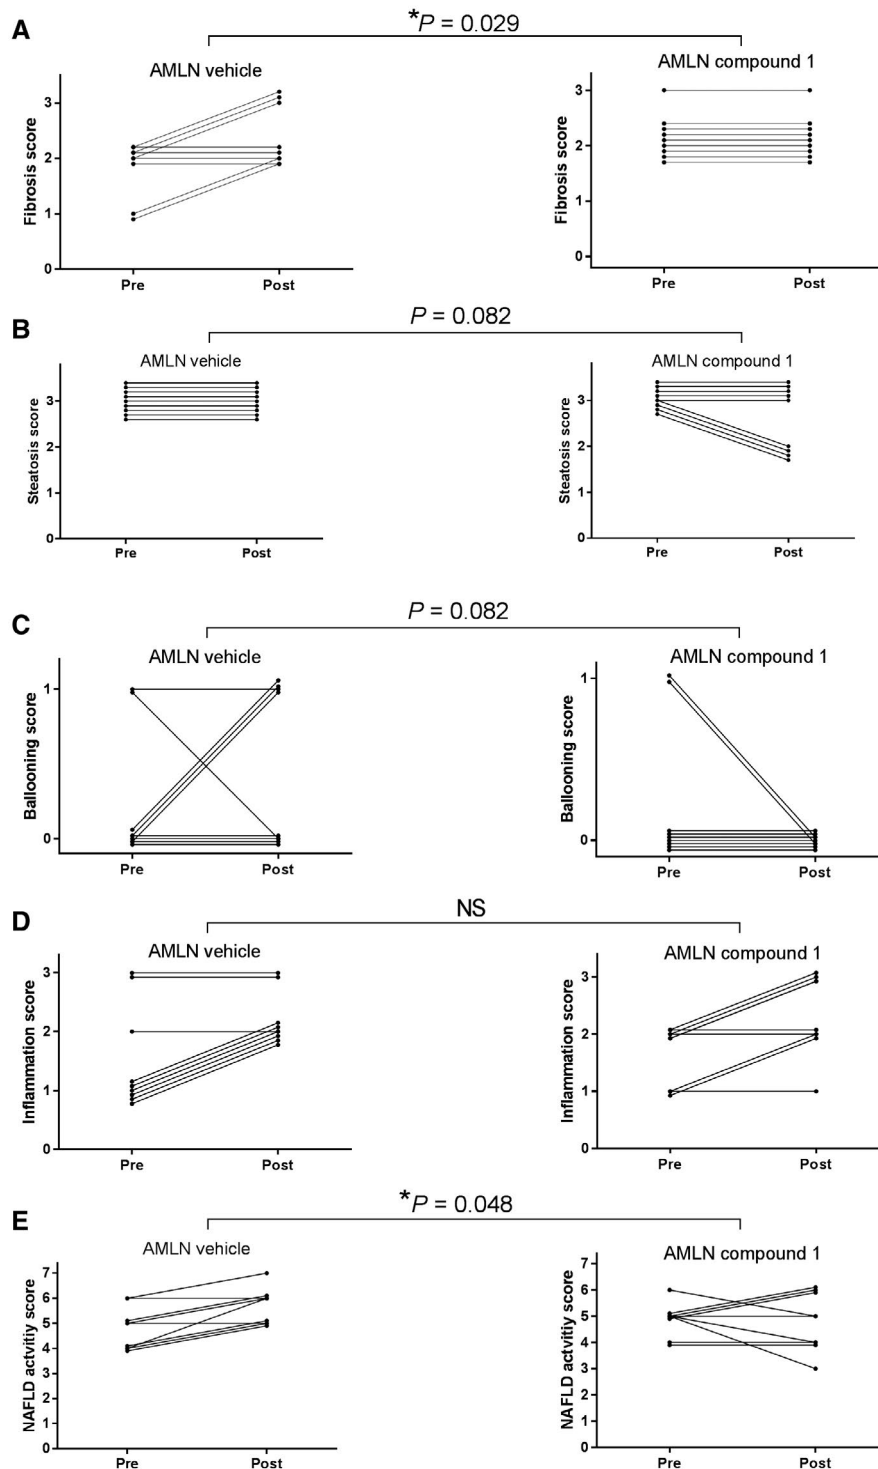 A
*P = 0.029
AMLN vehicle
AMLN compound 1
Fibrosis score
3
2
1
0
Pre
Post
Fibrosis score
3
2
1
0
Pre
Post
B
P = 0.082
AMLN vehicle
AMLN compound 1
Steatosis score
3
2
1
0
Pre
Post
Steatosis score
3
2
1
0
Pre
Post
C
P = 0.082
AMLN vehicle
AMLN compound 1
Ballooning score
1
0
Pre
Post
Ballooning score
1
0
Pre
Post
D
NS
AMLN vehicle
AMLN compound 1
Inflammation score
3
2
1
0
Pre
Post
Inflammation score
3
2
1
0
Pre
Post
E
*P = 0.048
AMLN vehicle
AMLN compound 1
NAFLD actvitiy score
7
6
5
4
3
2
1
0
Pre
Post
NAFLD actvitiy score
7
6
5
4
3
2
1
0
Pre
Post